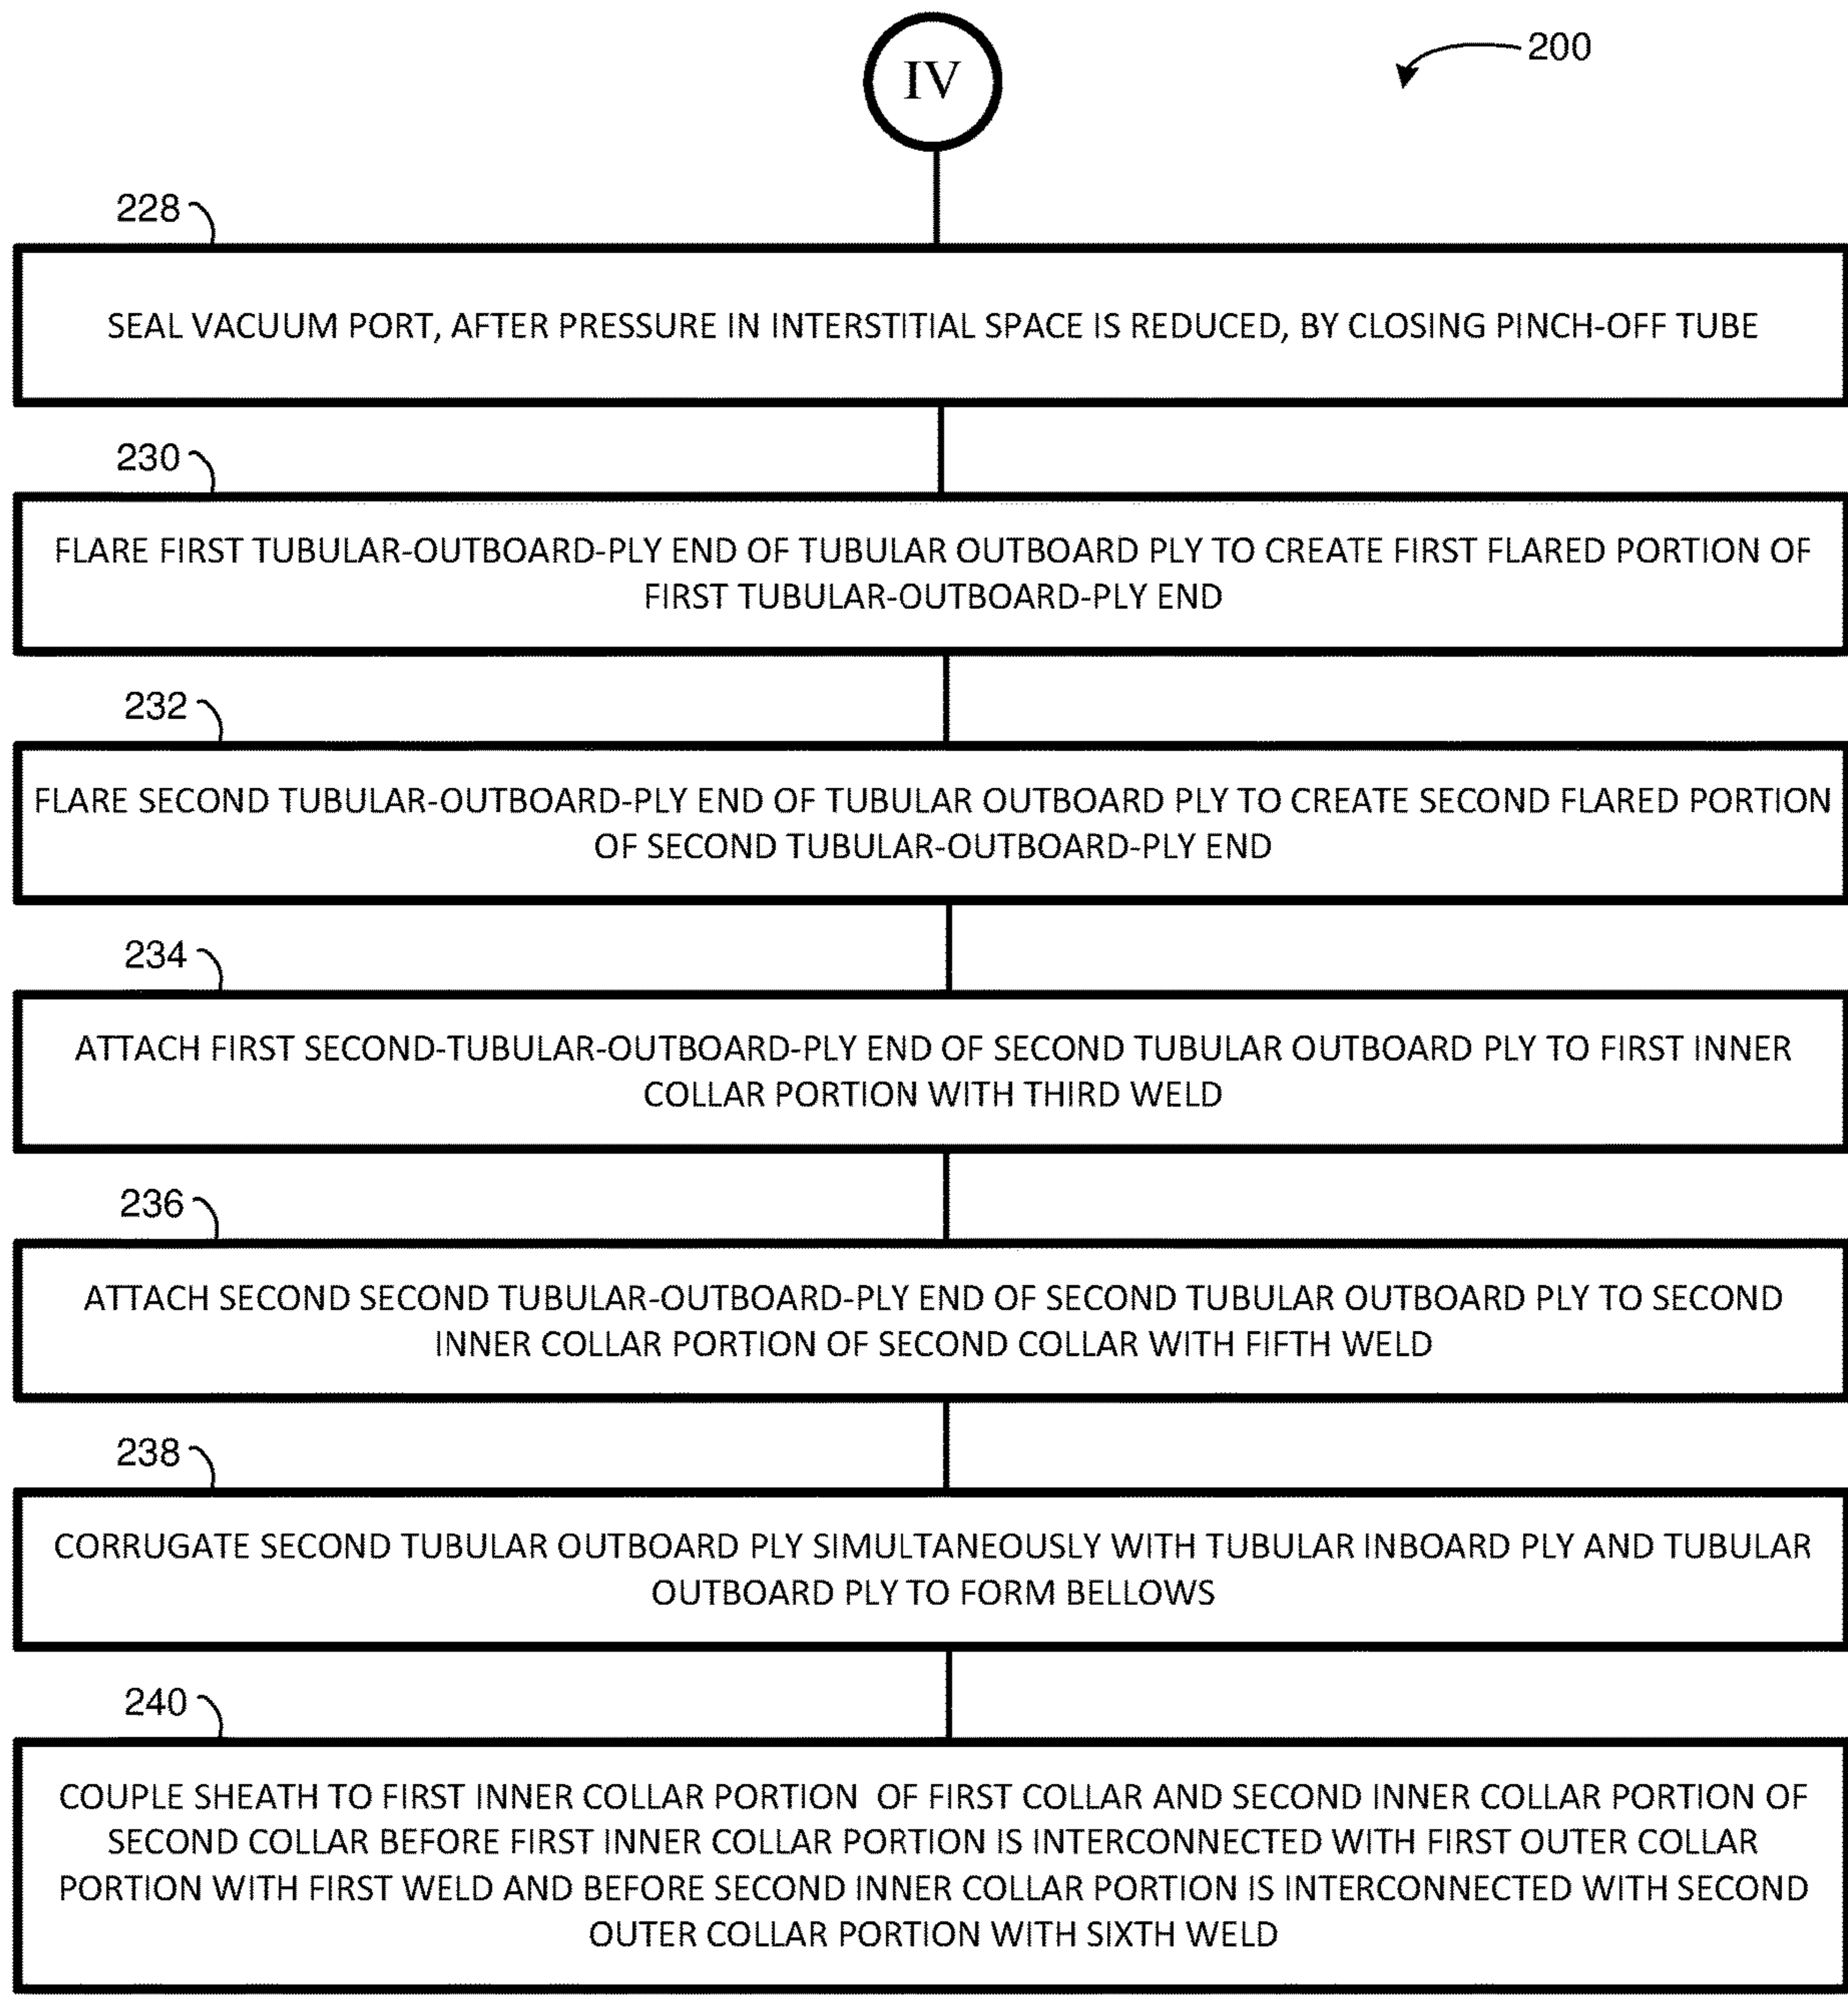 IV
200
228
SEAL VACUUM PORT, AFTER PRESSURE IN INTERSTITIAL SPACE IS REDUCED, BY CLOSING PINCH-OFF TUBE
230
FLARE FIRST TUBULAR-OUTBOARD-PLY END OF TUBULAR OUTBOARD PLY TO CREATE FIRST FLARED PORTION OF
FIRST TUBULAR-OUTBOARD-PLY END
232
FLARE SECOND TUBULAR-OUTBOARD-PLY END OF TUBULAR OUTBOARD PLY TO CREATE SECOND FLARED PORTION
OF SECOND TUBULAR-OUTBOARD-PLY END
234
ATTACH FIRST SECOND-TUBULAR-OUTBOARD-PLY END OF SECOND TUBULAR OUTBOARD PLY TO FIRST INNER
COLLAR PORTION WITH THIRD WELD
236
ATTACH SECOND SECOND TUBULAR-OUTBOARD-PLY END OF SECOND TUBULAR OUTBOARD PLY TO SECOND
INNER COLLAR PORTION OF SECOND COLLAR WITH FIFTH WELD
238
CORRUGATE SECOND TUBULAR OUTBOARD PLY SIMULTANEOUSLY WITH TUBULAR INBOARD PLY AND TUBULAR
OUTBOARD PLY TO FORM BELLOWS
240
COUPLE SHEATH TO FIRST INNER COLLAR PORTION OF FIRST COLLAR AND SECOND INNER COLLAR PORTION OF
SECOND COLLAR BEFORE FIRST INNER COLLAR PORTION IS INTERCONNECTED WITH FIRST OUTER COLLAR
PORTION WITH FIRST WELD AND BEFORE SECOND INNER COLLAR PORTION IS INTERCONNECTED WITH SECOND
OUTER COLLAR PORTION WITH SIXTH WELD